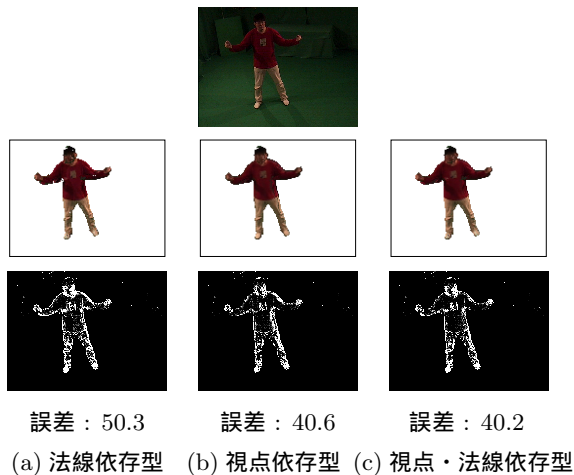 誤差 : 50.3 誤差 : 40.6 誤差 : 40.2
(a) 法線依存型 (b) 視点依存型 (c) 視点・法線依存型